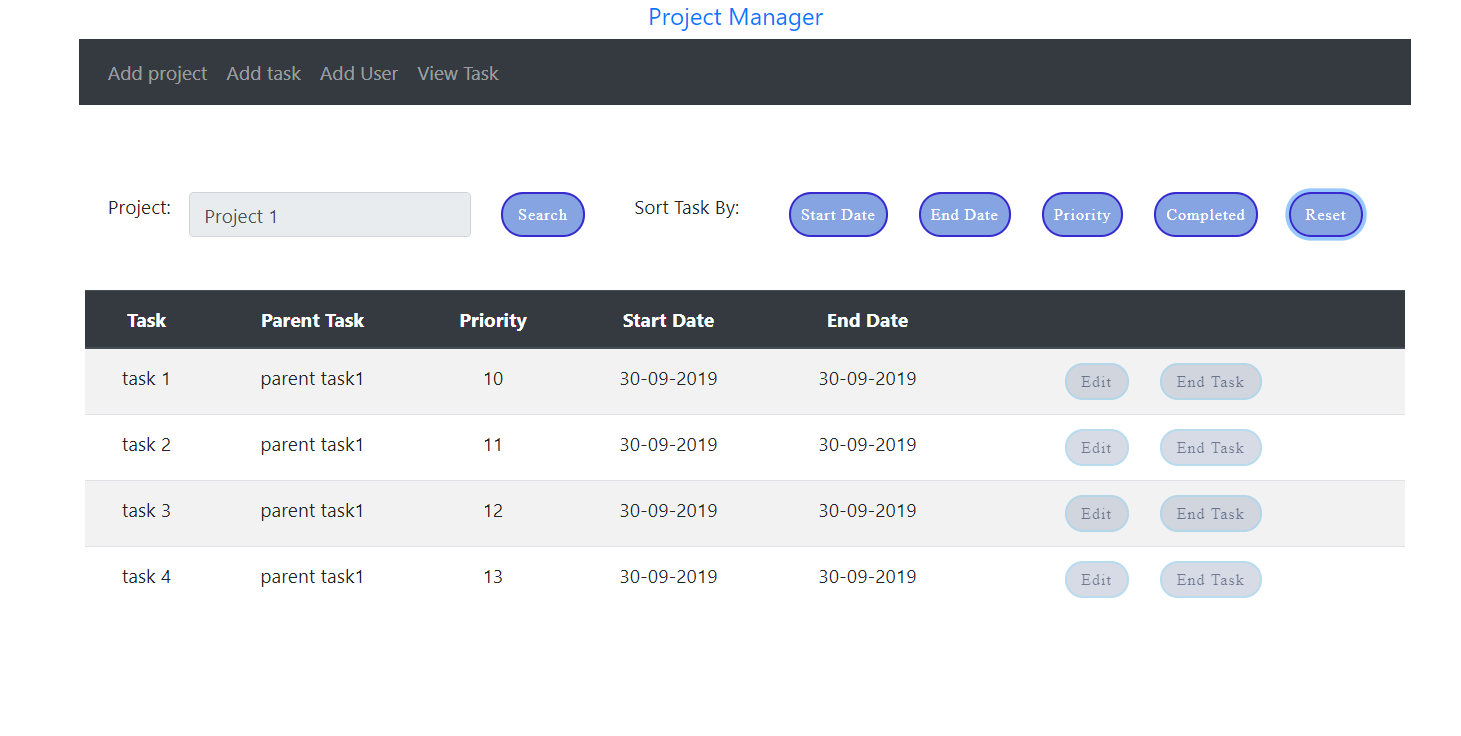 Project Manager
Add project Add task Add User View Task
Project: Project 1 Search Sort Task By: Start Date End Date Priority Completed Reset
Task Parent Task Priority Start Date End Date
task 1 parent task1 10 30-09-2019 30-09-2019 Edit End Task
task 2 parent task1 11 30-09-2019 30-09-2019 Edit End Task
task 3 parent task1 12 30-09-2019 30-09-2019 Edit End Task
task 4 parent task1 13 30-09-2019 30-09-2019 Edit End Task